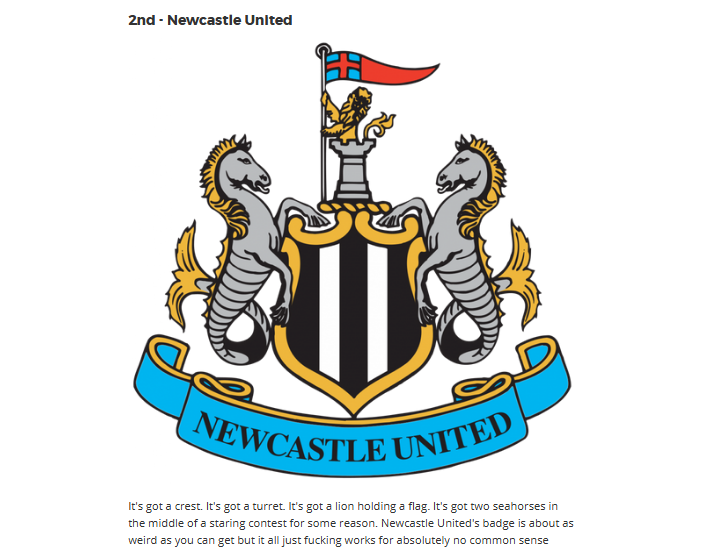 2nd - Newcastle United
NEWCASTLE UNITED
It's got a crest. It's got a turret. It's got a lion holding a flag. It's got two seahorses in
the middle of a staring contest for some reason. Newcastle United's badge is about as
weird as you can get but it all just fucking works for absolutely no common sense